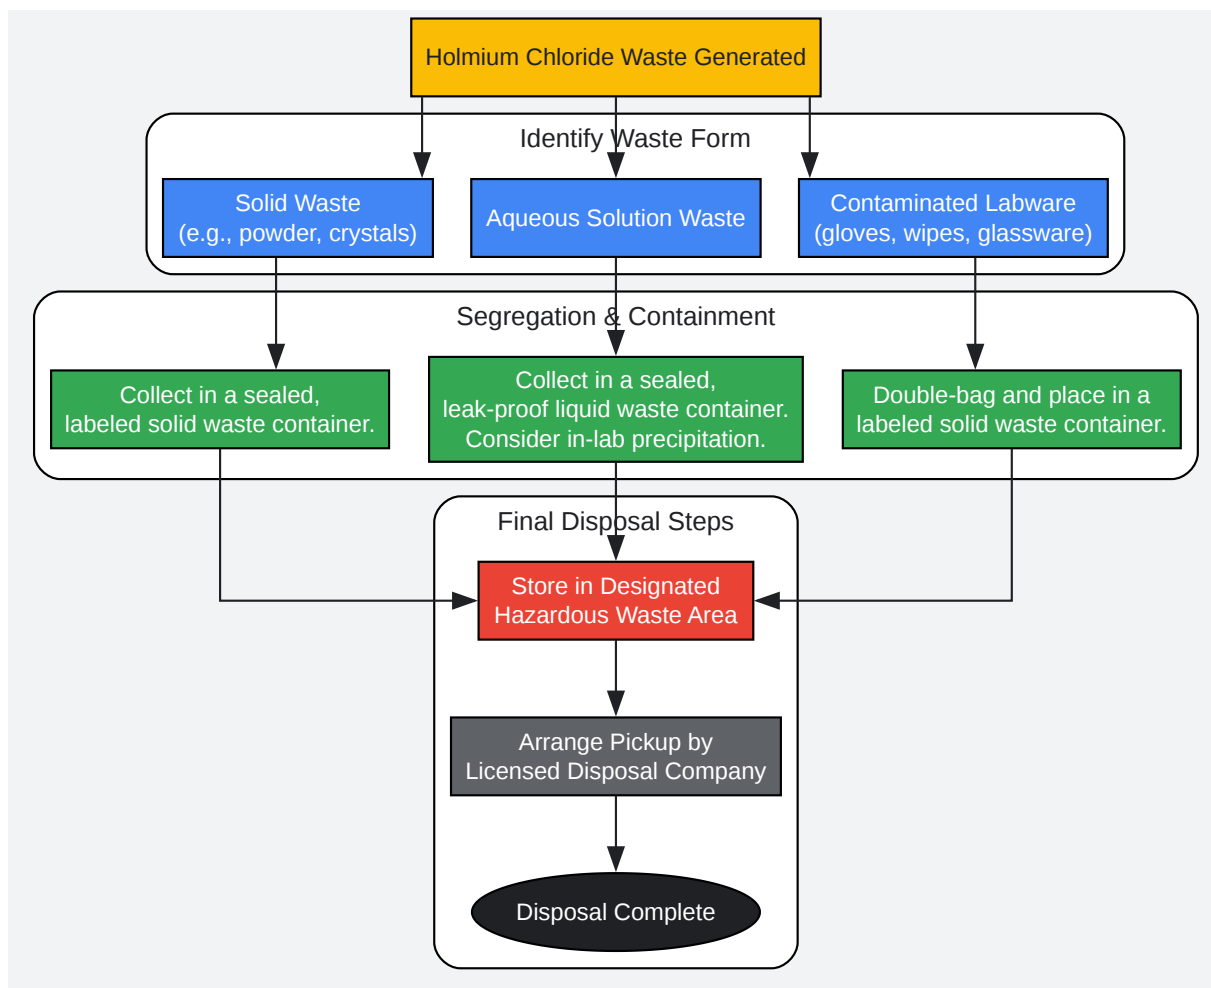 Holmium Chloride Waste Generated
Identify Waste Form
Solid Waste
(e.g., powder, crystals)
Aqueous Solution Waste
Contaminated Labware
(gloves, wipes, glassware)
Segregation & Containment
Collect in a sealed,
labeled solid waste container.
Collect in a sealed,
leak-proof liquid waste container.
Consider in-lab precipitation.
Double-bag and place in a
labeled solid waste container.
Final Disposal Steps
Store in Designated
Hazardous Waste Area
Arrange Pickup by
Licensed Disposal Company
Disposal Complete